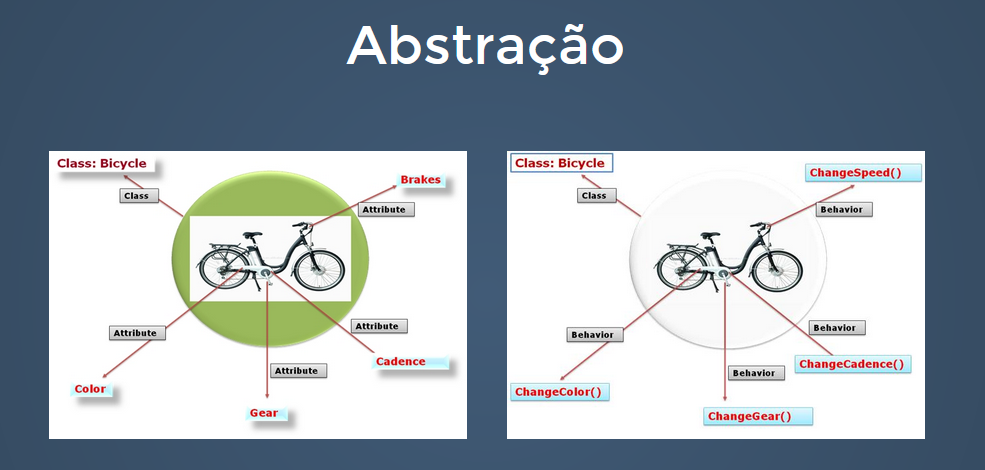 Abstração
Class: Bicycle
Class
Brakes
Attribute
Attribute
Attribute
Cadence
Color
Attribute
Gear
Class: Bicycle
Class
ChangeSpeed()
Behavior
Behavior
Behavior
ChangeCadence()
ChangeColor()
Behavior
ChangeGear()